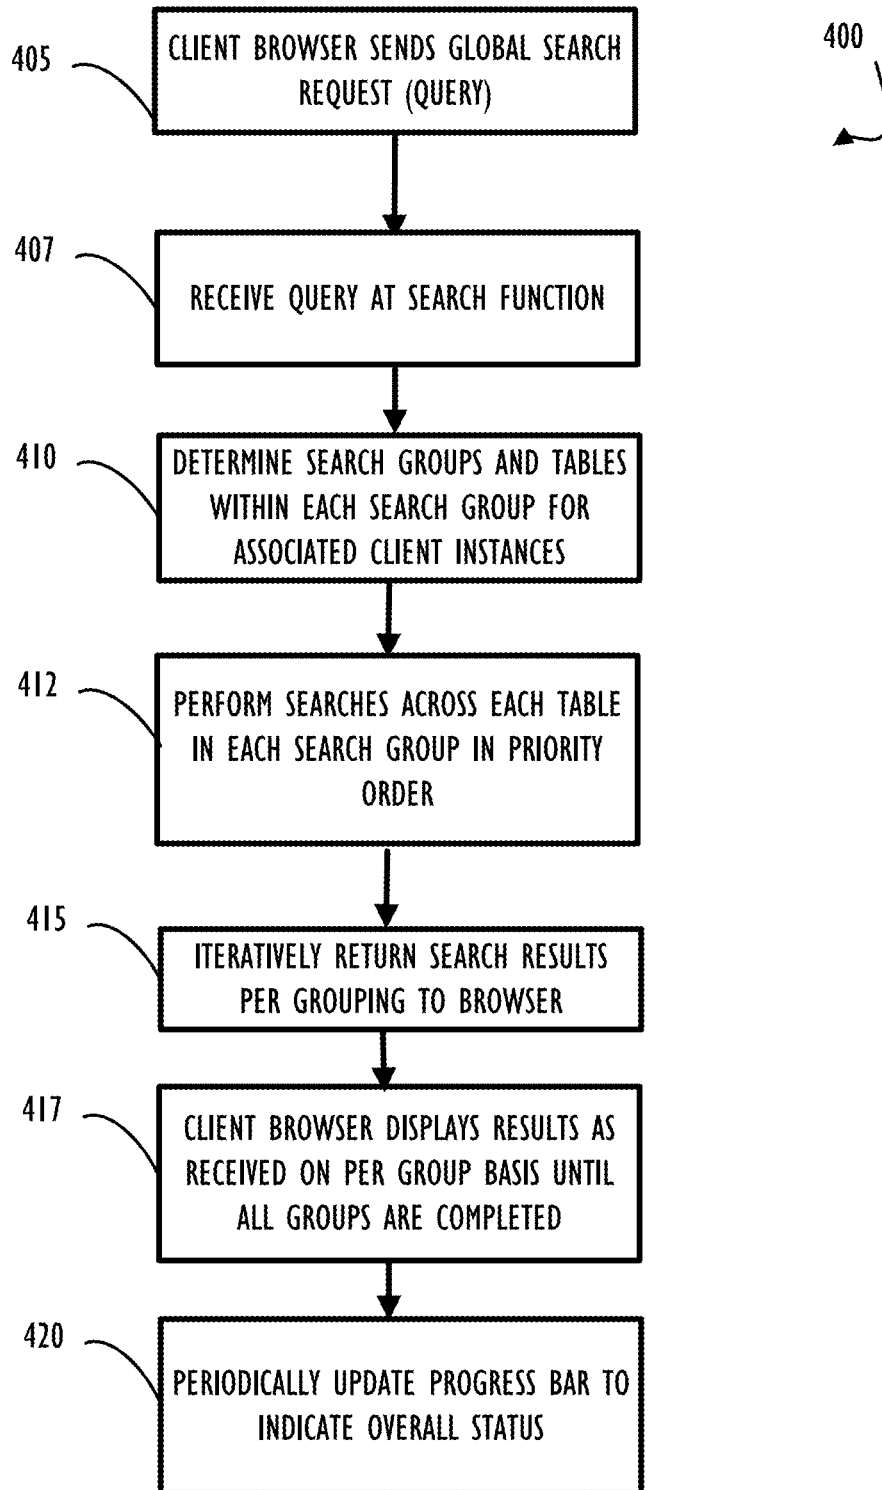 400
405
CLIENT BROWSER SENDS GLOBAL SEARCH
REQUEST (QUERY)
407
RECEIVE QUERY AT SEARCH FUNCTION
410
DETERMINE SEARCH GROUPS AND TABLES
WITHIN EACH SEARCH GROUP FOR
ASSOCIATED CLIENT INSTANCES
412
PERFORM SEARCHES ACROSS EACH TABLE
IN EACH SEARCH GROUP IN PRIORITY
ORDER
415
ITERATIVELY RETURN SEARCH RESULTS
PER GROUPING TO BROWSER
417
CLIENT BROWSER DISPLAYS RESULTS AS
RECEIVED ON PER GROUP BASIS UNTIL
ALL GROUPS ARE COMPLETED
420
PERIODICALLY UPDATE PROGRESS BAR TO
INDICATE OVERALL STATUS